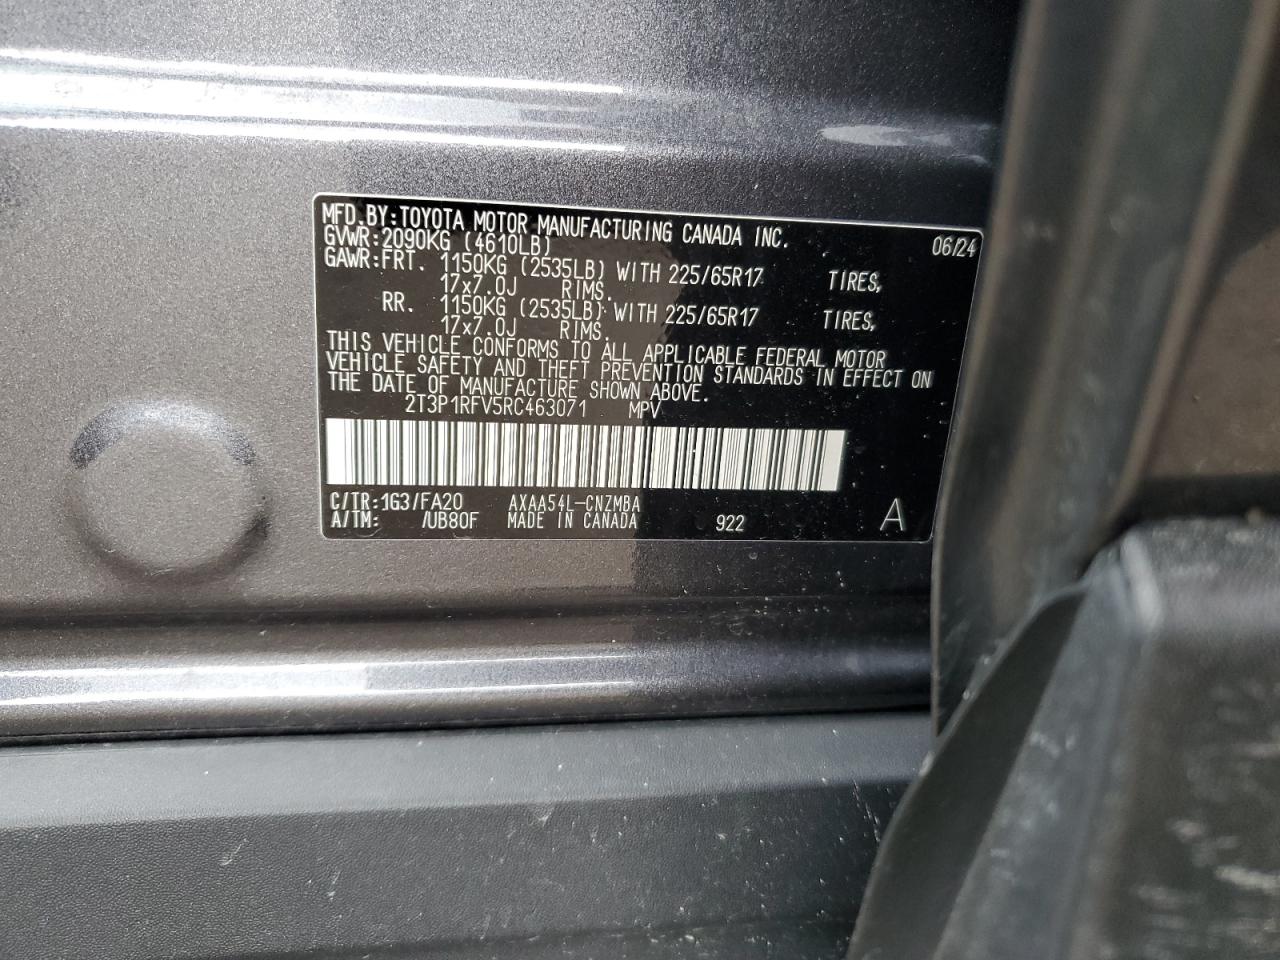 MFD.BY:TOYOTA MOTOR MANUFACTURING CANADA INC. 06/24
GVWR:2090KG (4610LB)
GAWR:FRT. 1150KG (2535LB) WITH 225/65R17 TIRES,
17x7.0J RIMS.
RR. 1150KG (2535LB) WITH 225/65R17 TIRES,
17x7.0J RIMS.
THIS VEHICLE CONFORMS TO ALL APPLICABLE FEDERAL MOTOR
VEHICLE SAFETY AND THEFT PREVENTION STANDARDS IN EFFECT ON
THE DATE OF MANUFACTURE SHOWN ABOVE.
2T3P1RFV5RC463071 MPV
C/TR:1G3/FA20 AXAA54L-CNZMBA
A/TM: /UB80F MADE IN CANADA 922 A